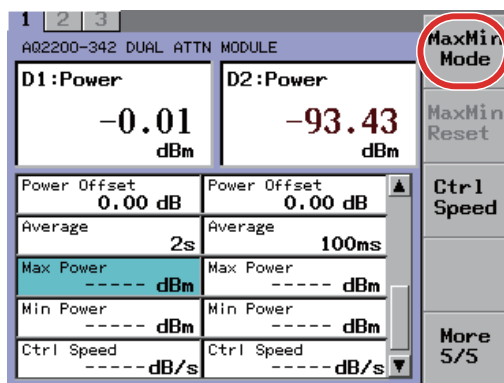 1 2 3
AQ2200-342 DUAL ATTN MODULE
D1:Power
-0.01
dBm
D2:Power
-93.43
dBm
Power Offset
0.00 dB
Power Offset
0.00 dB
Average
2s
Average
100ms
Max Power
----- dBm
Max Power
----- dBm
Min Power
----- dBm
Min Power
----- dBm
Ctrl Speed
-----dB/s
Ctrl Speed
-----dB/s
MaxMin
Mode
MaxMin
Reset
Ctrl
Speed
More
5/5